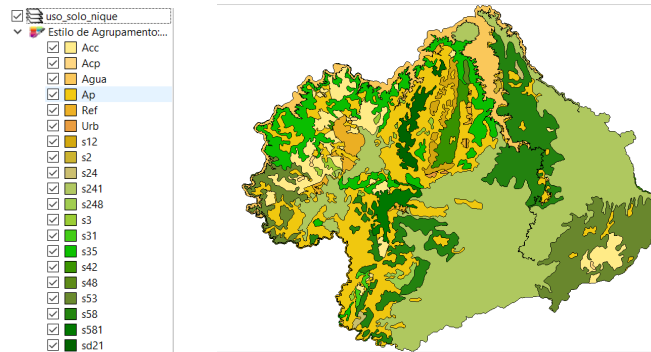 uso_solo_nique
Estilo de Agrupamento:...
Acc
Acp
Agua
Ap
Ref
Urb
s12
s2
s24
s241
s248
s3
s31
s35
s42
s48
s53
s58
s581
sd21